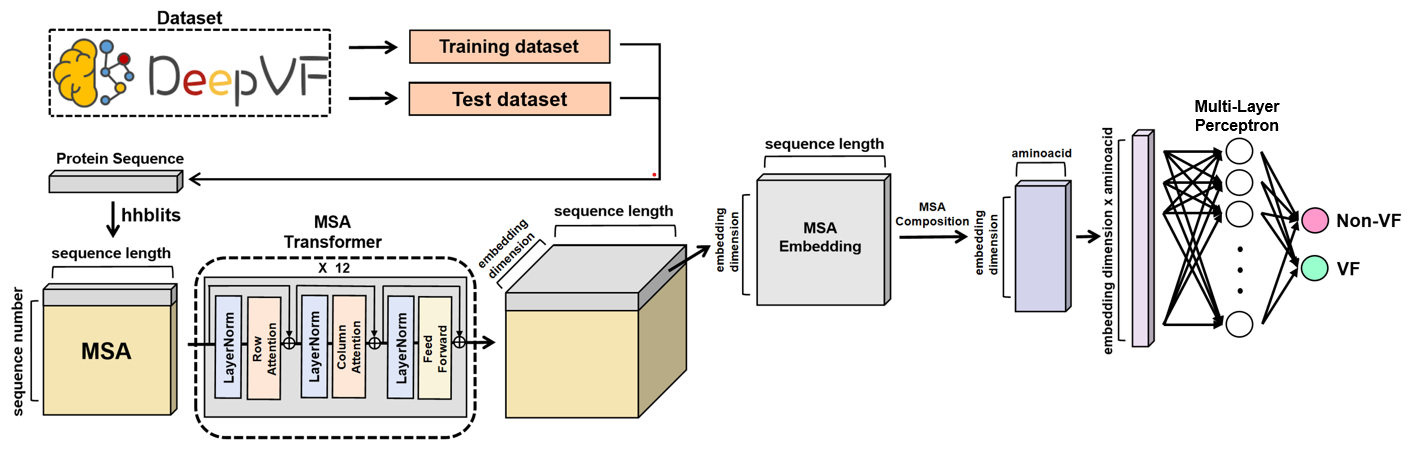 Dataset
DeepVF
Training dataset
Test dataset
Protein Sequence
hhblits
sequence length
sequence number
MSA
MSA
Transformer
X 12
LayerNorm
Row
Attention
LayerNorm
Column
Attention
LayerNorm
Feed
Forward
embedding
dimension
sequence length
sequence length
embedding
dimension
MSA
Embedding
MSA
Composition
aminoacid
embedding
dimension
embedding dimension x aminoacid
Multi-Layer
Perceptron
Non-VF
VF